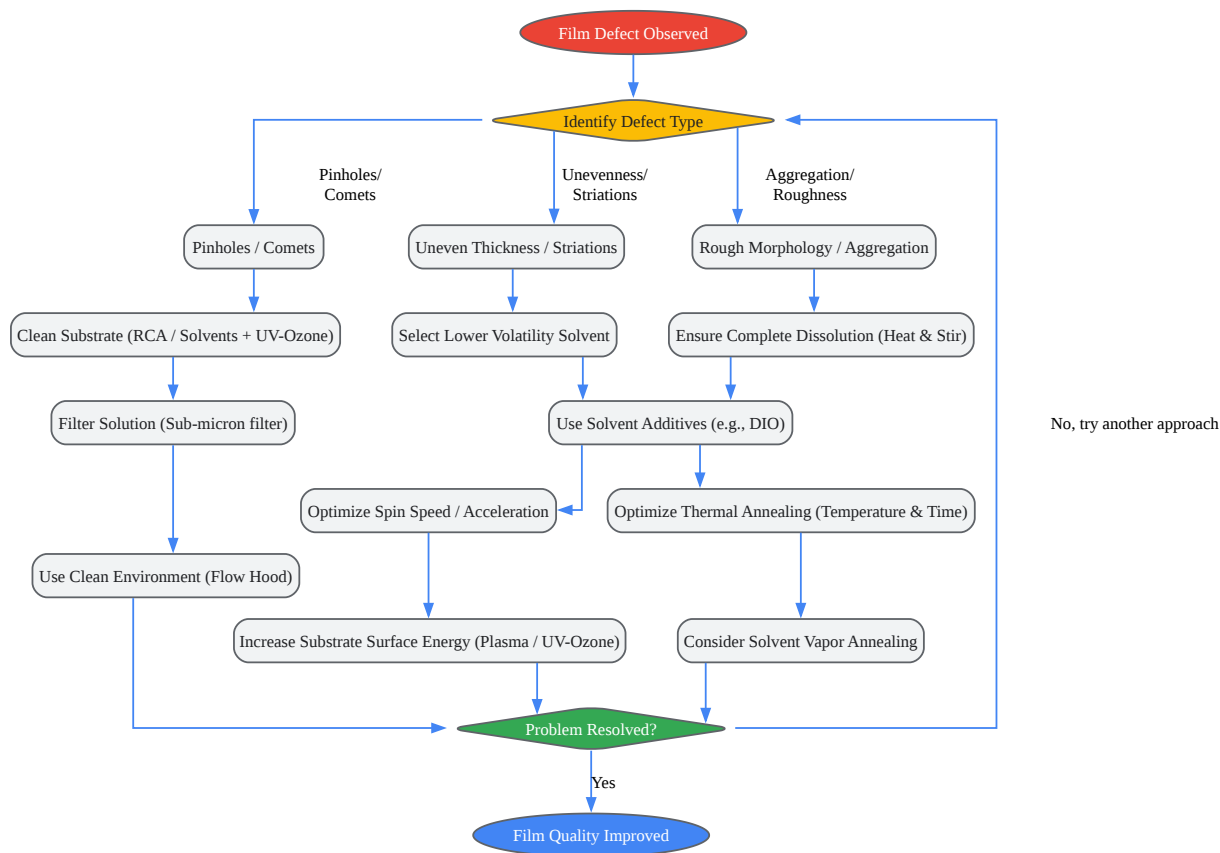 Film Defect Observed
Identify Defect Type
Pinholes/
Comets
Unevenness/
Striations
Aggregation/
Roughness
Pinholes / Comets
Uneven Thickness / Striations
Rough Morphology / Aggregation
Clean Substrate (RCA / Solvents + UV-Ozone)
Select Lower Volatility Solvent
Ensure Complete Dissolution (Heat & Stir)
Filter Solution (Sub-micron filter)
Use Solvent Additives (e.g., DIO)
No, try another approach
Optimize Spin Speed / Acceleration
Optimize Thermal Annealing (Temperature & Time)
Use Clean Environment (Flow Hood)
Increase Substrate Surface Energy (Plasma / UV-Ozone)
Consider Solvent Vapor Annealing
Problem Resolved?
Yes
Film Quality Improved